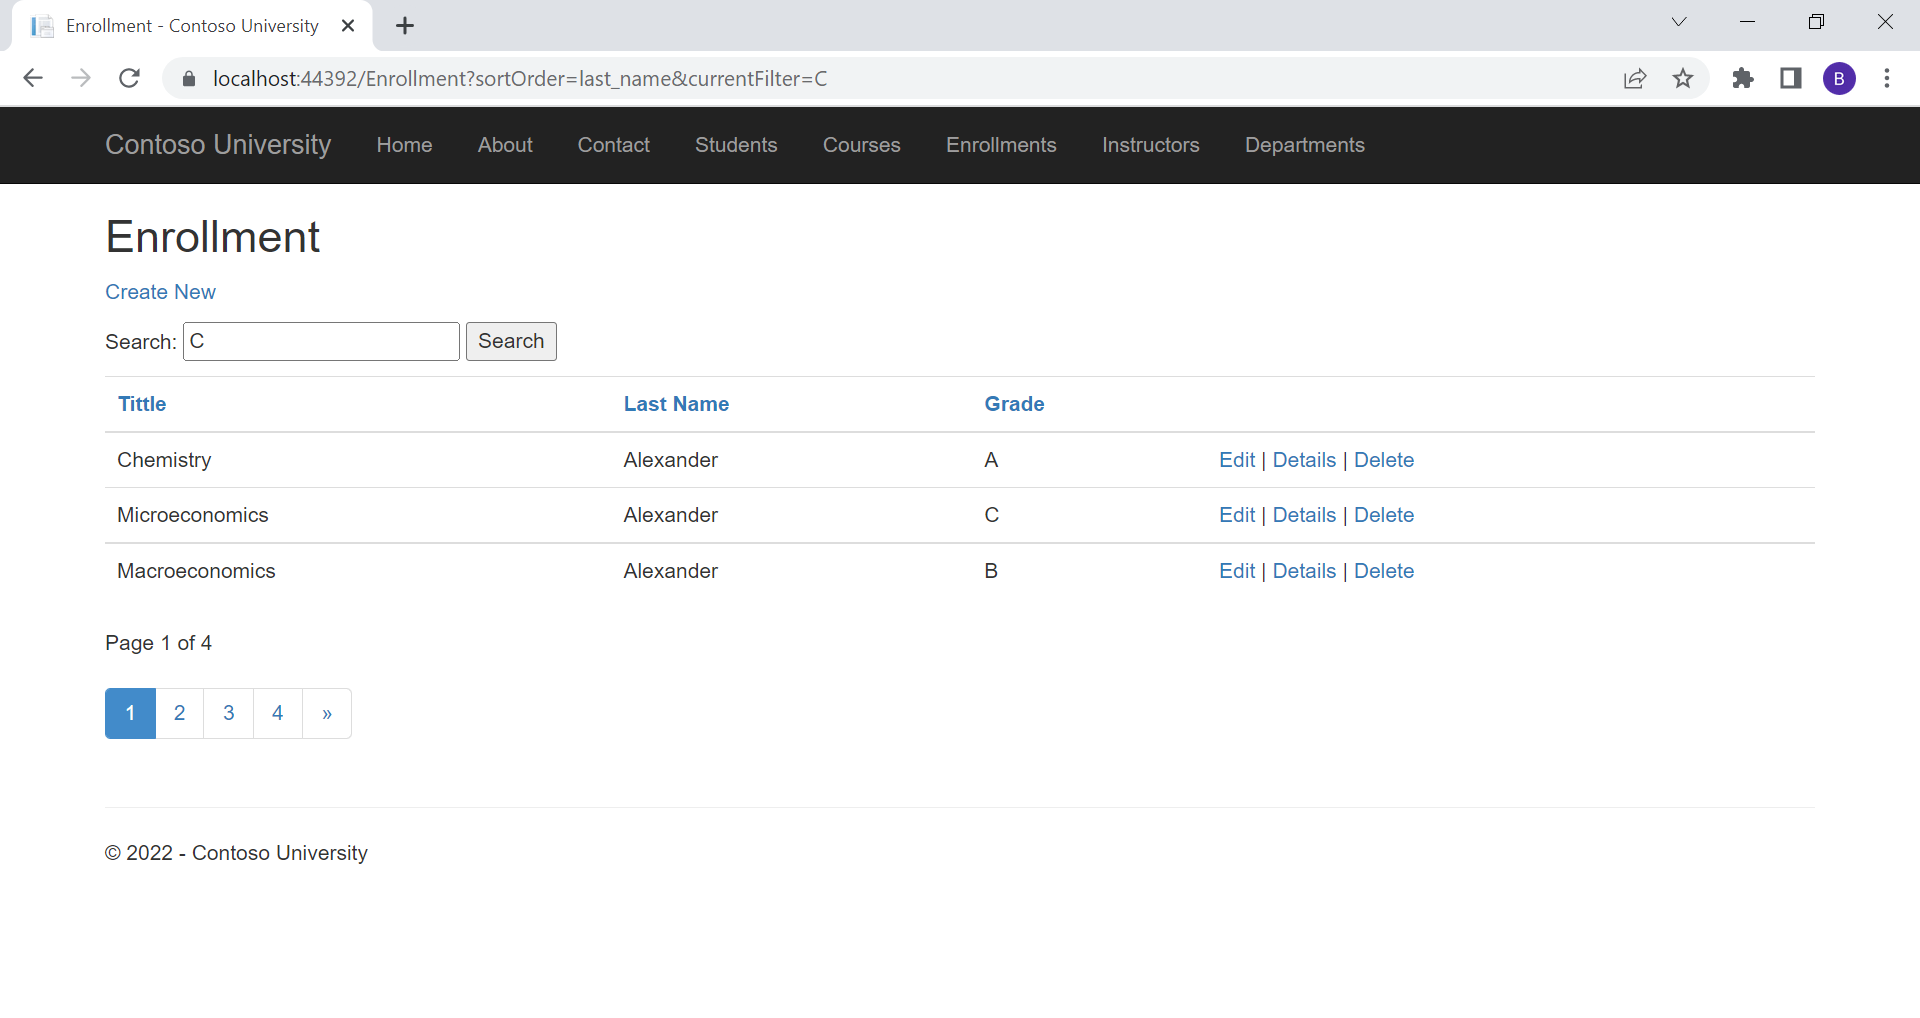 Enrollment - Contoso University
localhost:44392/Enrollment?sortOrder=last_name&currentFilter=C
B
Contoso University Home About Contact Students Courses Enrollments Instructors Departments
Enrollment
Create New
Search: C Search
Tittle Last Name Grade
Chemistry Alexander A Edit | Details | Delete
Microeconomics Alexander C Edit | Details | Delete
Macroeconomics Alexander B Edit | Details | Delete
Page 1 of 4
1 2 3 4 »
© 2022 - Contoso University